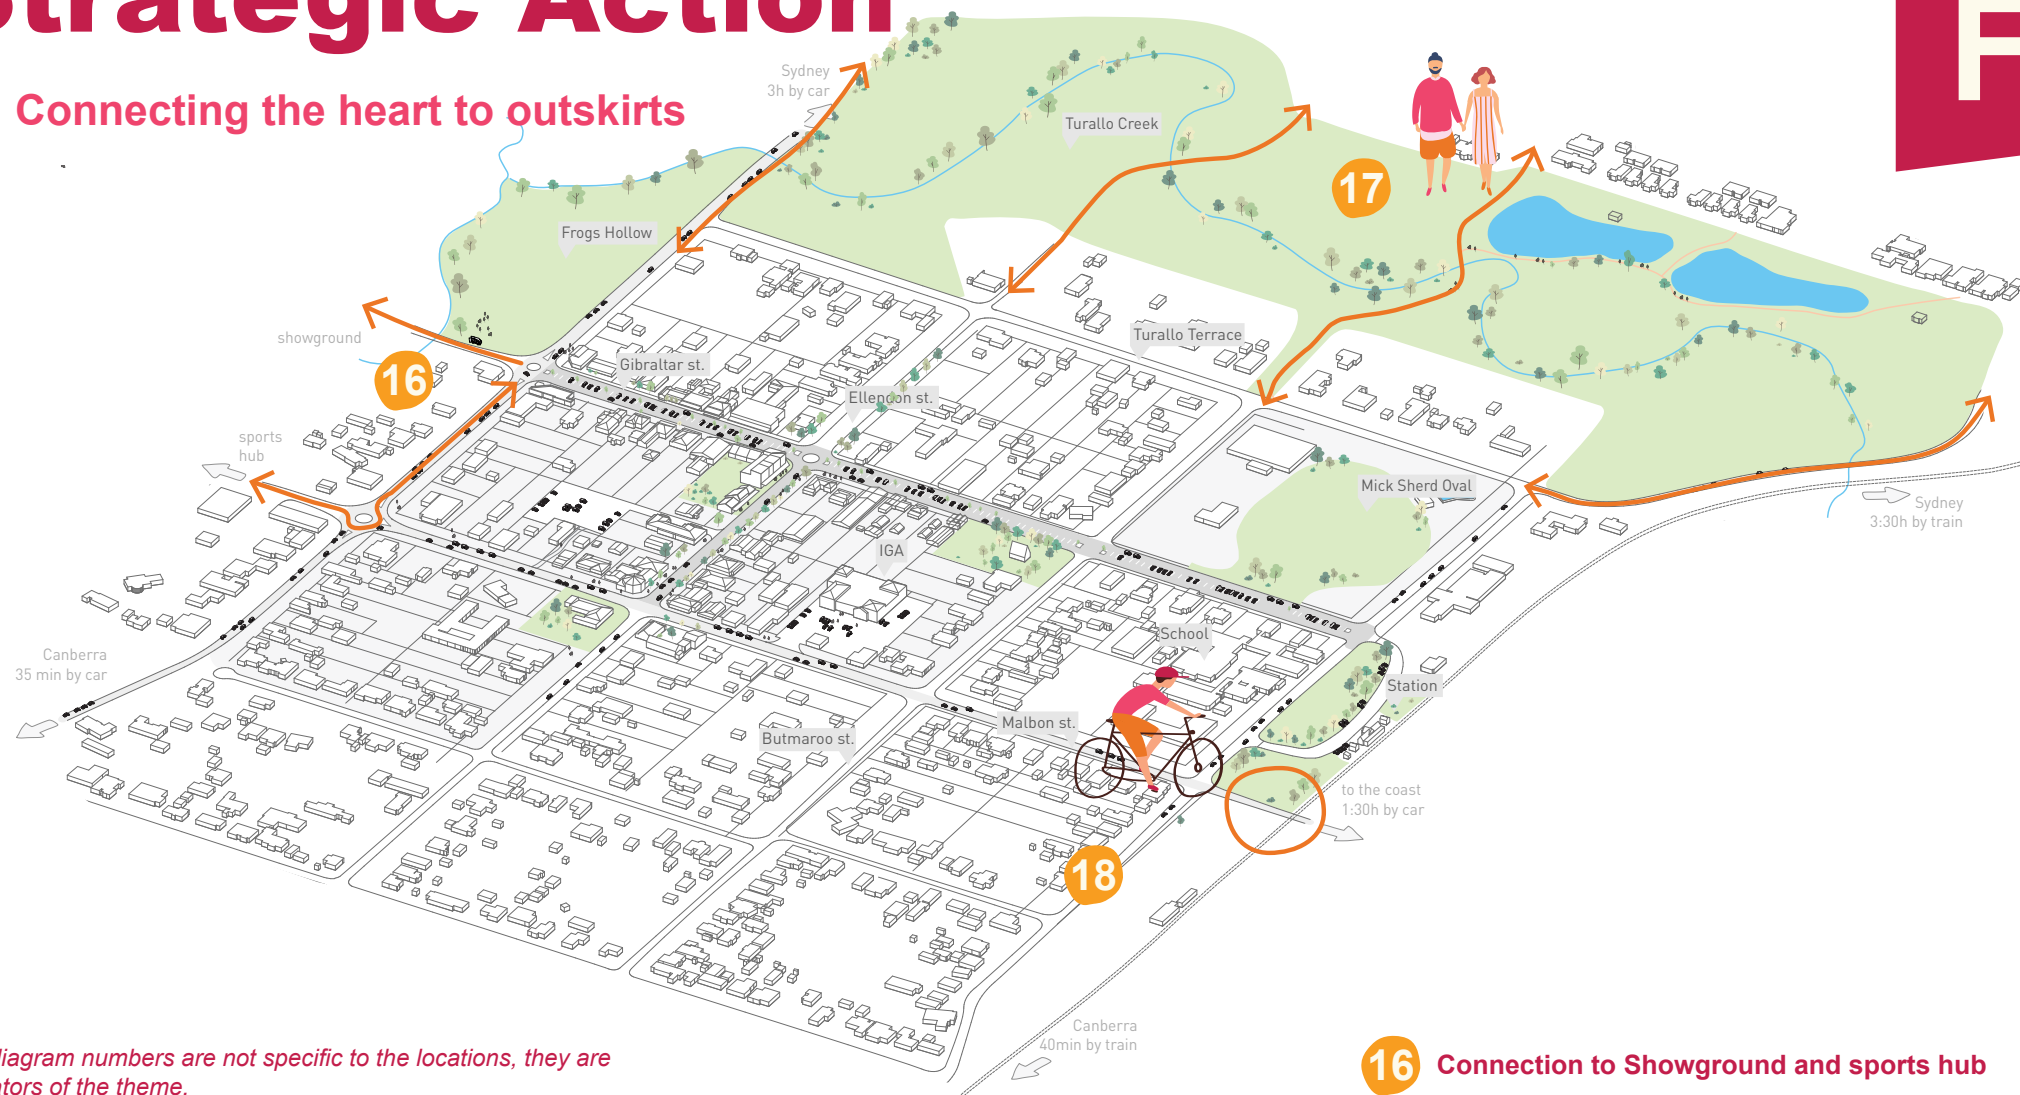 Strategic Action
F
Connecting the heart to outskirts
Sydney
3h by car
Turallo Creek
17
Frogs Hollow
showground
16
Turallo Terrace
Gibraltar st.
Ellendon st.
sports
hub
Mick Sherd Oval
Sydney
3:30h by train
IGA
School
Canberra
35 min by car
Station
Malbon st.
Butmaroo st.
to the coast
1:30h by car
18
Canberra
40min by train
diagram numbers are not specific to the locations, they are
ators of the theme.
16 Connection to Showground and sports hub